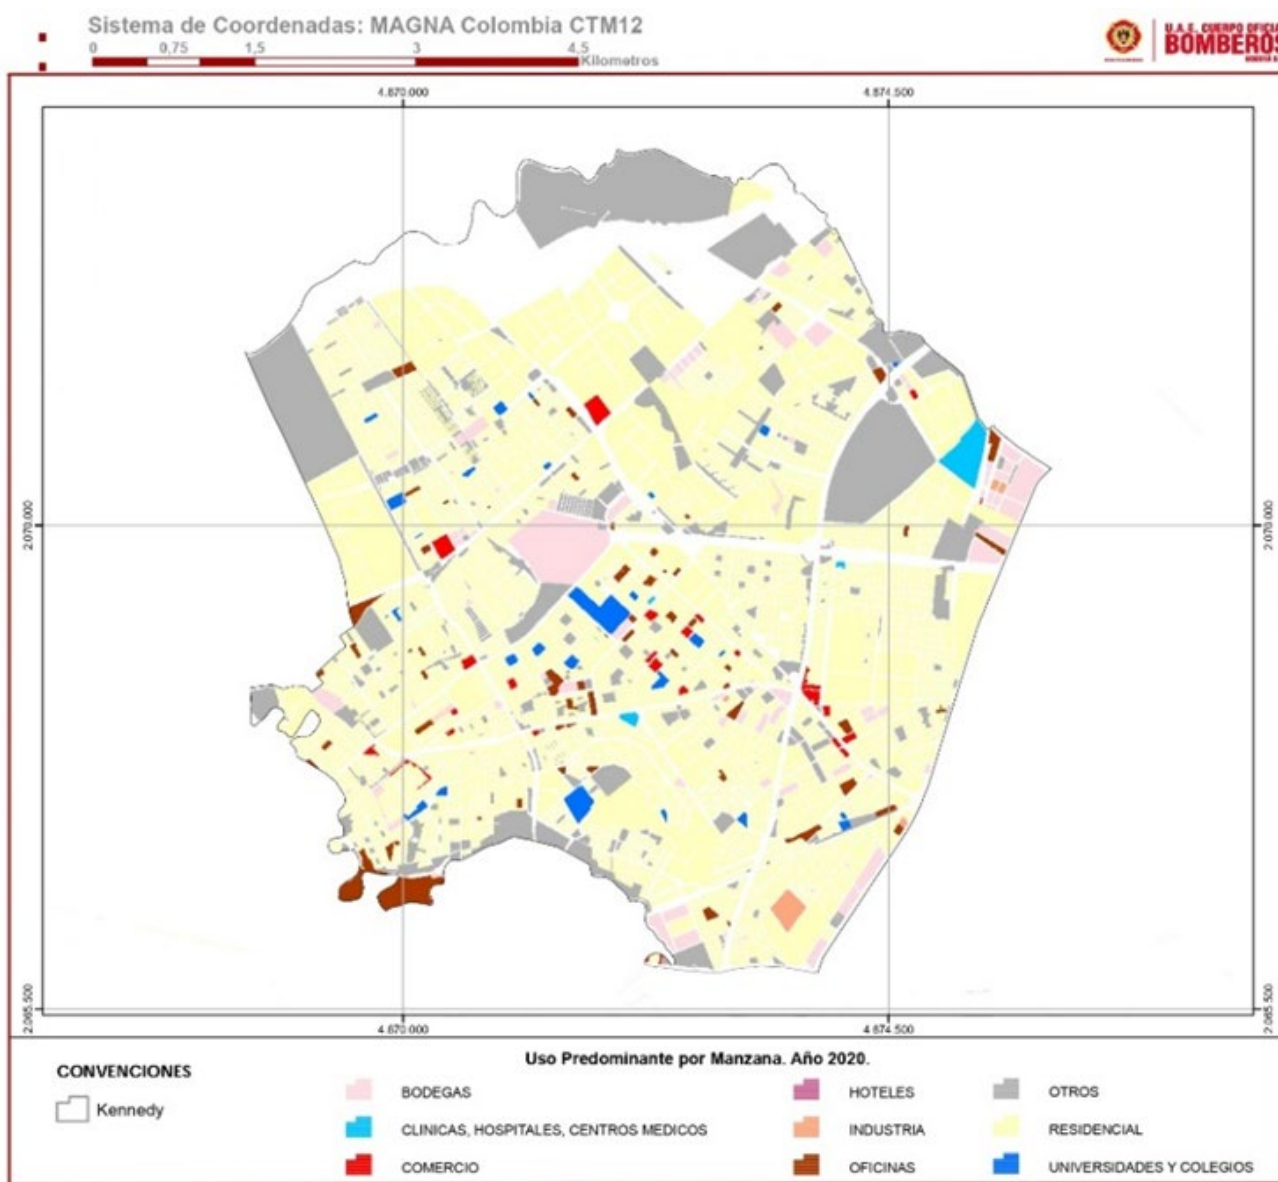 Sistema de Coordenadas: MAGNA Colombia CTM12
0 0,75 1,5 3 4,5
Kilometros
U.A.E. CUERPO OFICIAL
BOMBEROS
4.870.000 4.874.500
2.070.000 2.070.000
2.065.500 2.065.500
4.870.000 4.874.500
Uso Predominante por Manzana. Año 2020.
CONVENCIONES
Kennedy
BODEGAS
CLINICAS, HOSPITALES, CENTROS MEDICOS
COMERCIO
HOTELES
INDUSTRIA
OFICINAS
OTROS
RESIDENCIAL
UNIVERSIDADES Y COLEGIOS